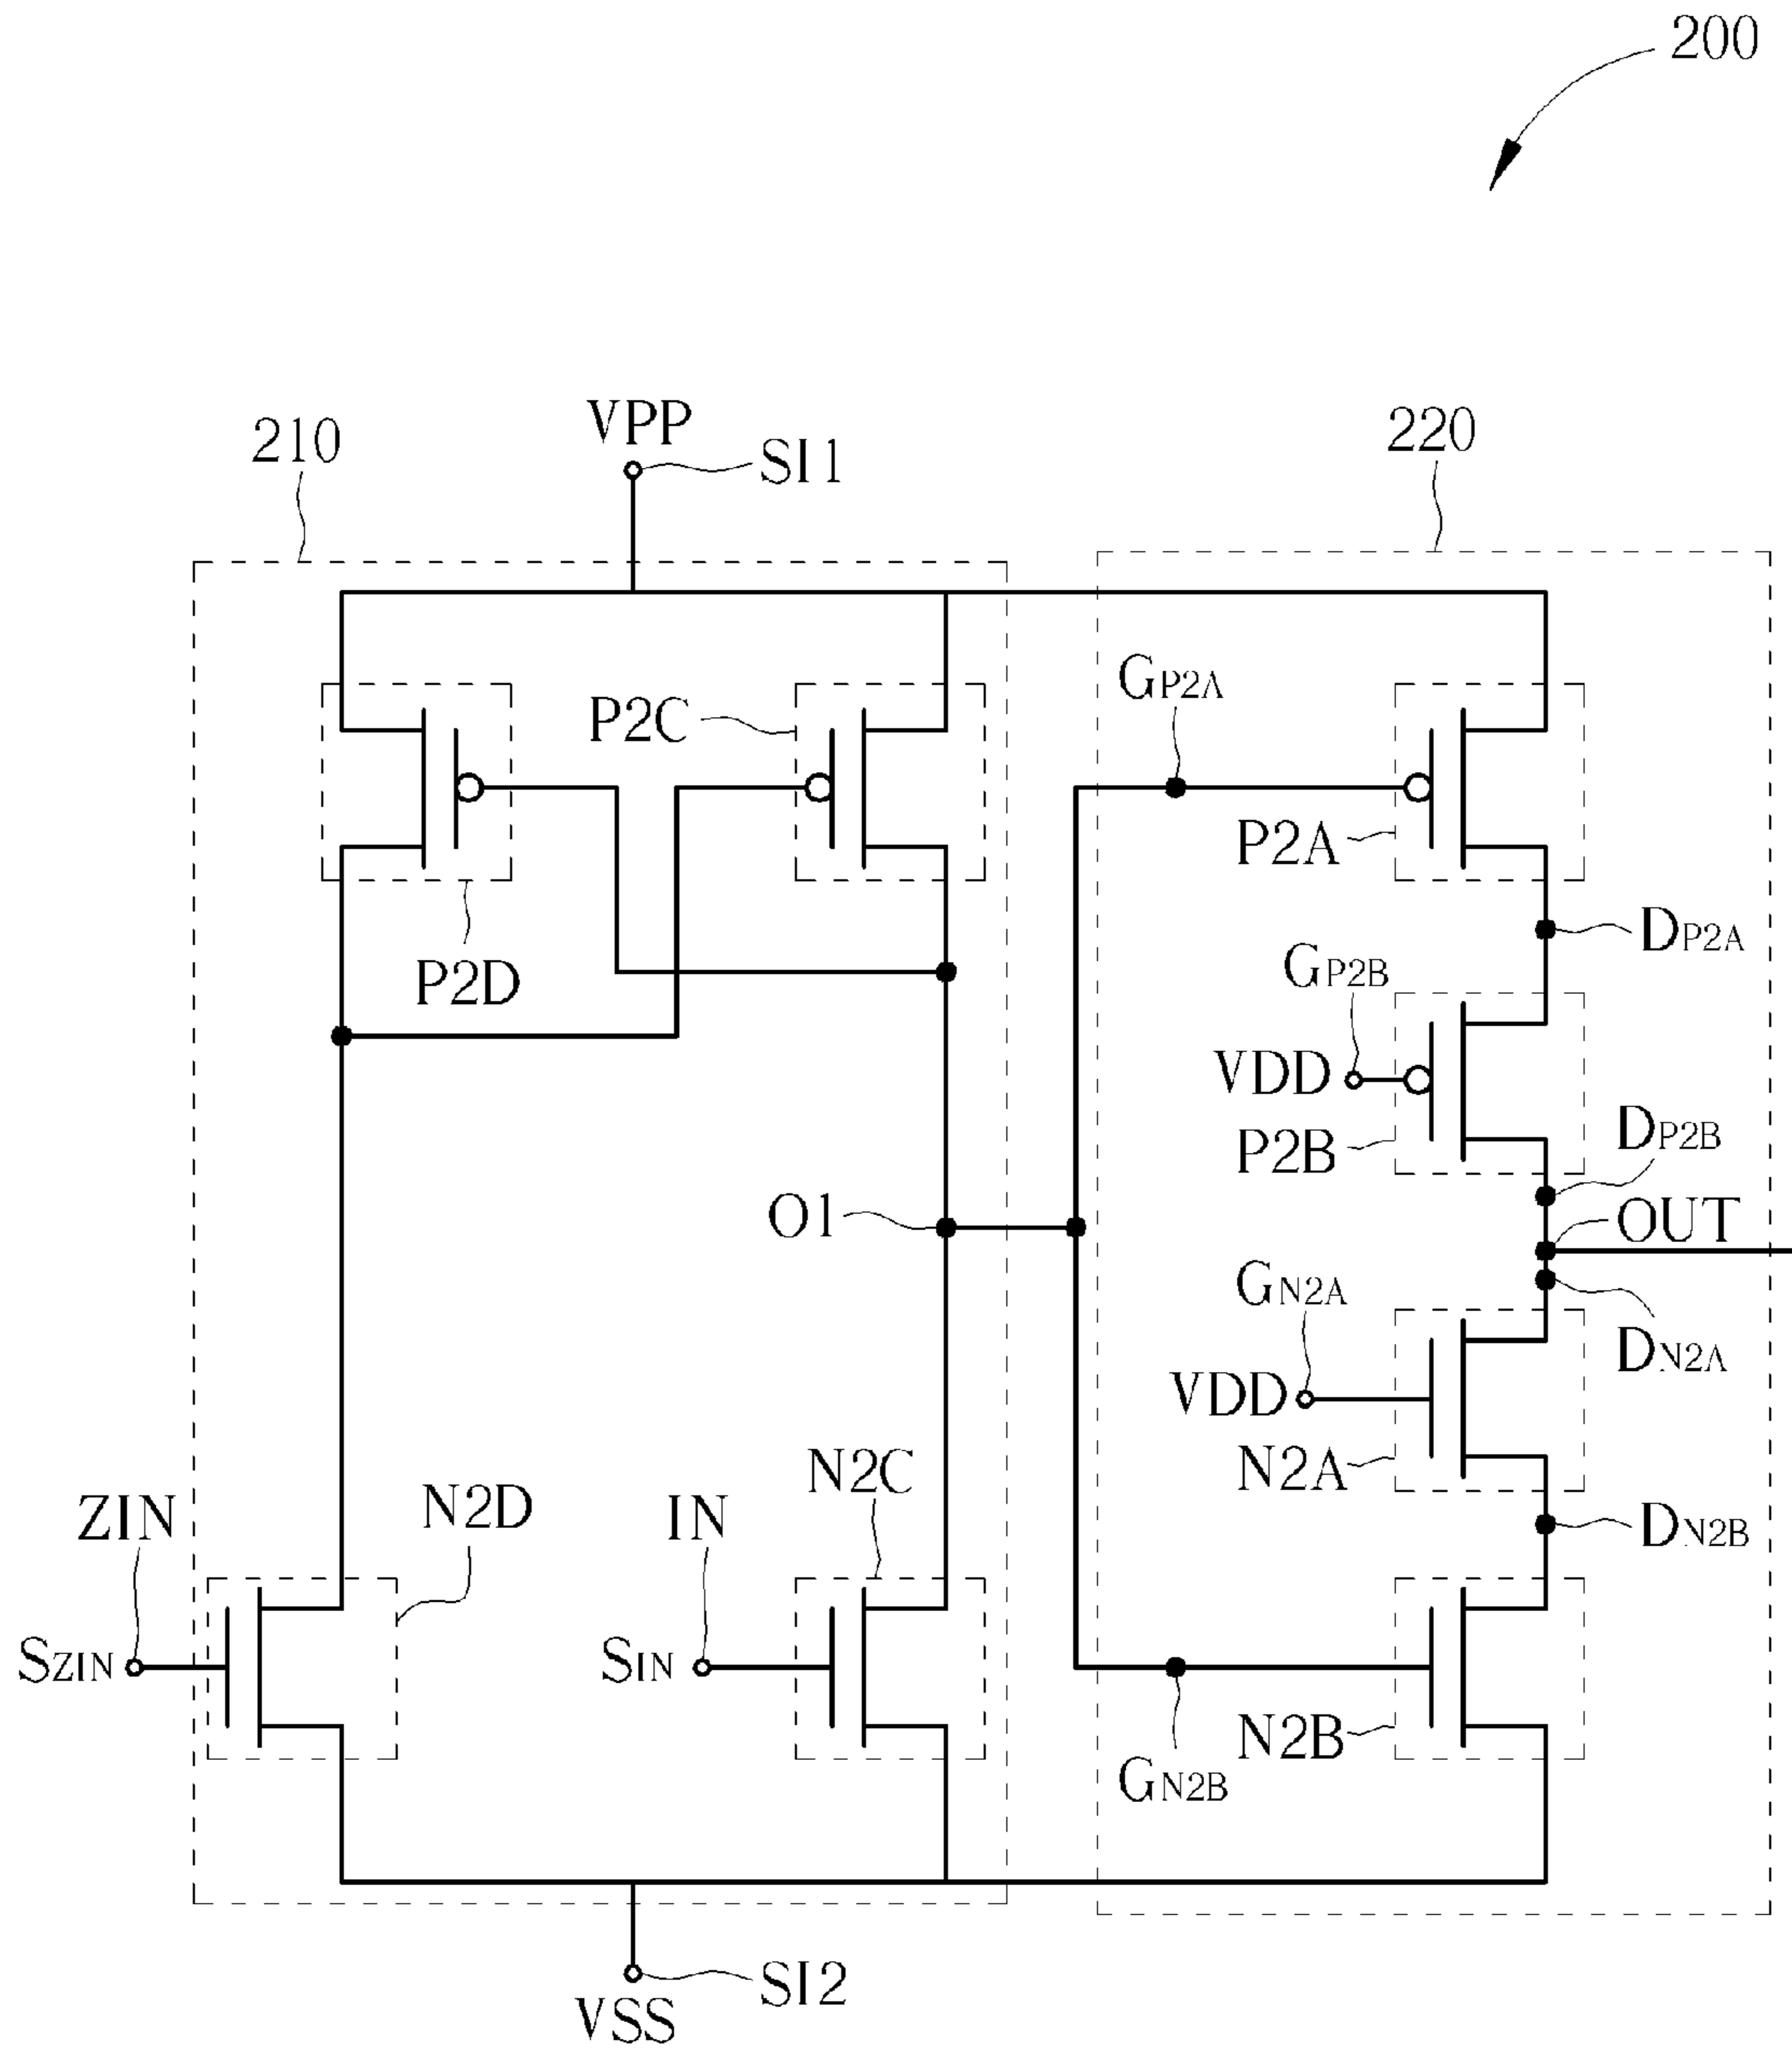 200
VPP
SI1
210
220
GP2A
P2C
P2A
DP2A
P2D
GP2B
VDD
P2B
DP2B
O1
OUT
GN2A
DN2A
VDD
N2A
N2C
ZIN
N2D
IN
DN2B
SZIN
SIN
N2B
GN2B
SI2
VSS